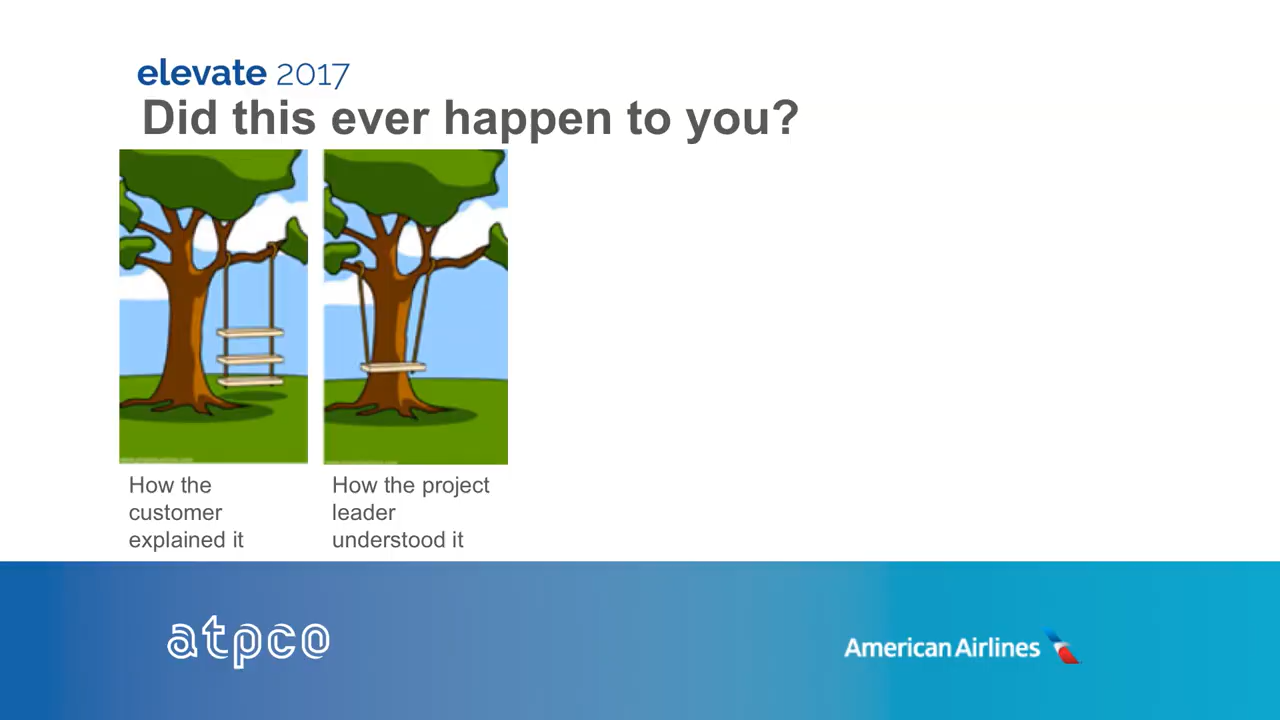 elevate 2017
Did this ever happen to you?
How the
customer
explained it
How the project
leader
understood it
atpco
American Airlines